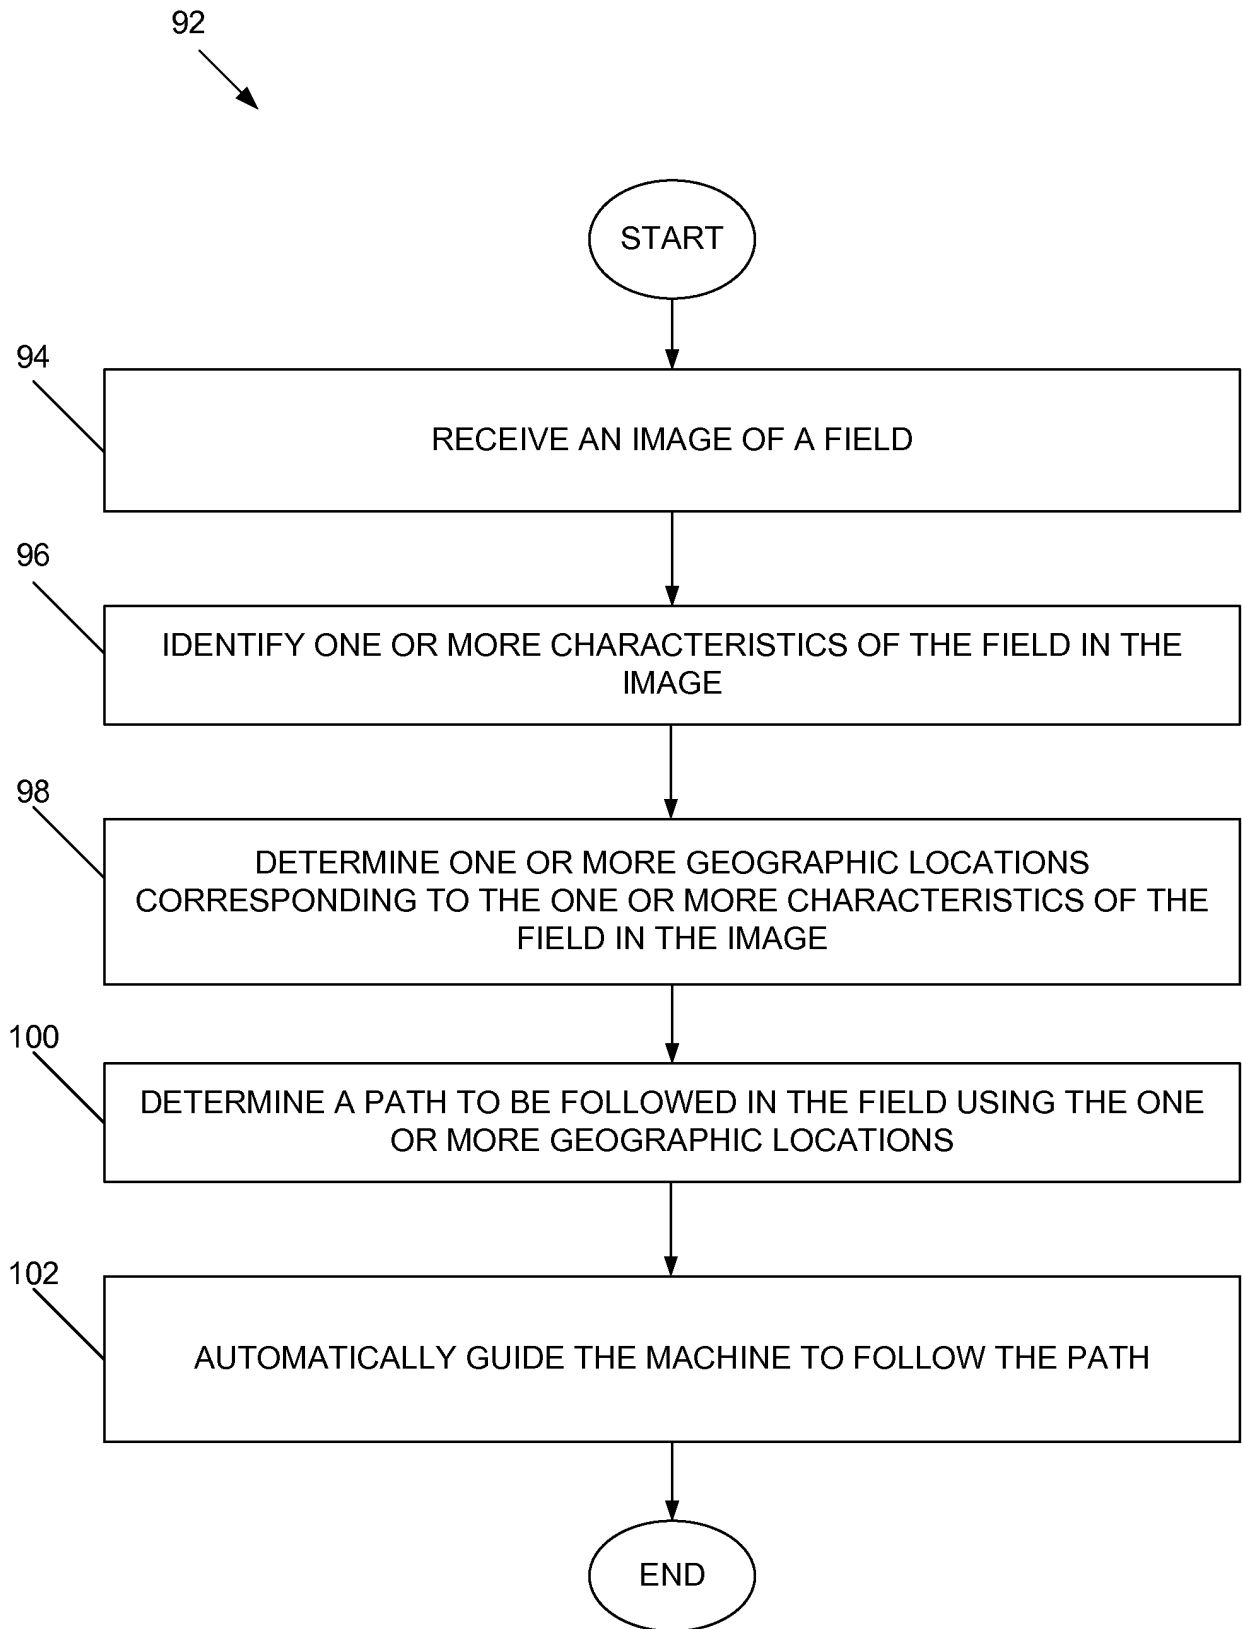 92
START
94
RECEIVE AN IMAGE OF A FIELD
96
IDENTIFY ONE OR MORE CHARACTERISTICS OF THE FIELD IN THE
IMAGE
98
DETERMINE ONE OR MORE GEOGRAPHIC LOCATIONS
CORRESPONDING TO THE ONE OR MORE CHARACTERISTICS OF THE
FIELD IN THE IMAGE
100
DETERMINE A PATH TO BE FOLLOWED IN THE FIELD USING THE ONE
OR MORE GEOGRAPHIC LOCATIONS
102
AUTOMATICALLY GUIDE THE MACHINE TO FOLLOW THE PATH
END